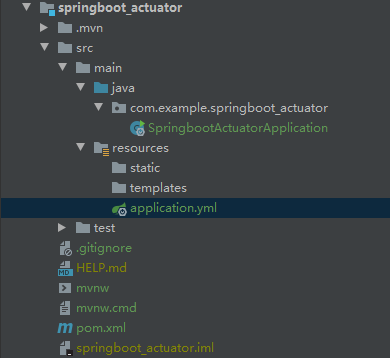 springboot_actuator
.mvn
src
main
java
com.example.springboot_actuator
SpringbootActuatorApplication
resources
static
templates
application.yml
test
.gitignore
HELP.md
mvnw
mvnw.cmd
pom.xml
springboot_actuator.iml